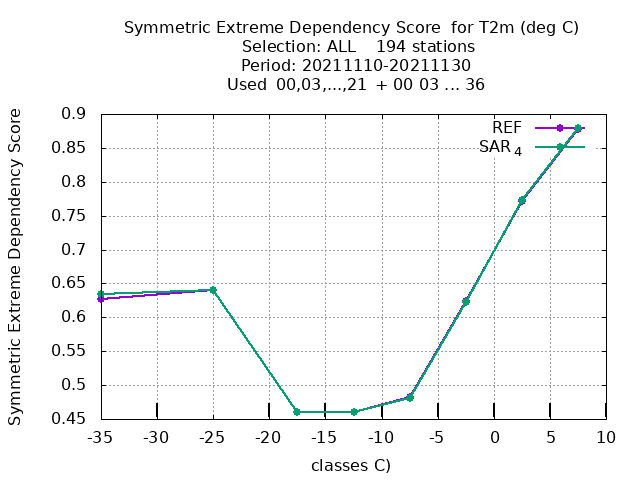 Symmetric Extreme Dependency Score  for T2m (deg C)
Selection: ALL    194 stations
Period: 20211110-20211130
Used  00,03,...,21  + 00 03 ... 36
Symmetric Extreme Dependency Score
0.9
0.85
0.8
0.75
0.7
0.65
0.6
0.55
0.5
0.45
REF
SAR 4
-35 -30 -25 -20 -15 -10 -5 0 5 10
classes C)